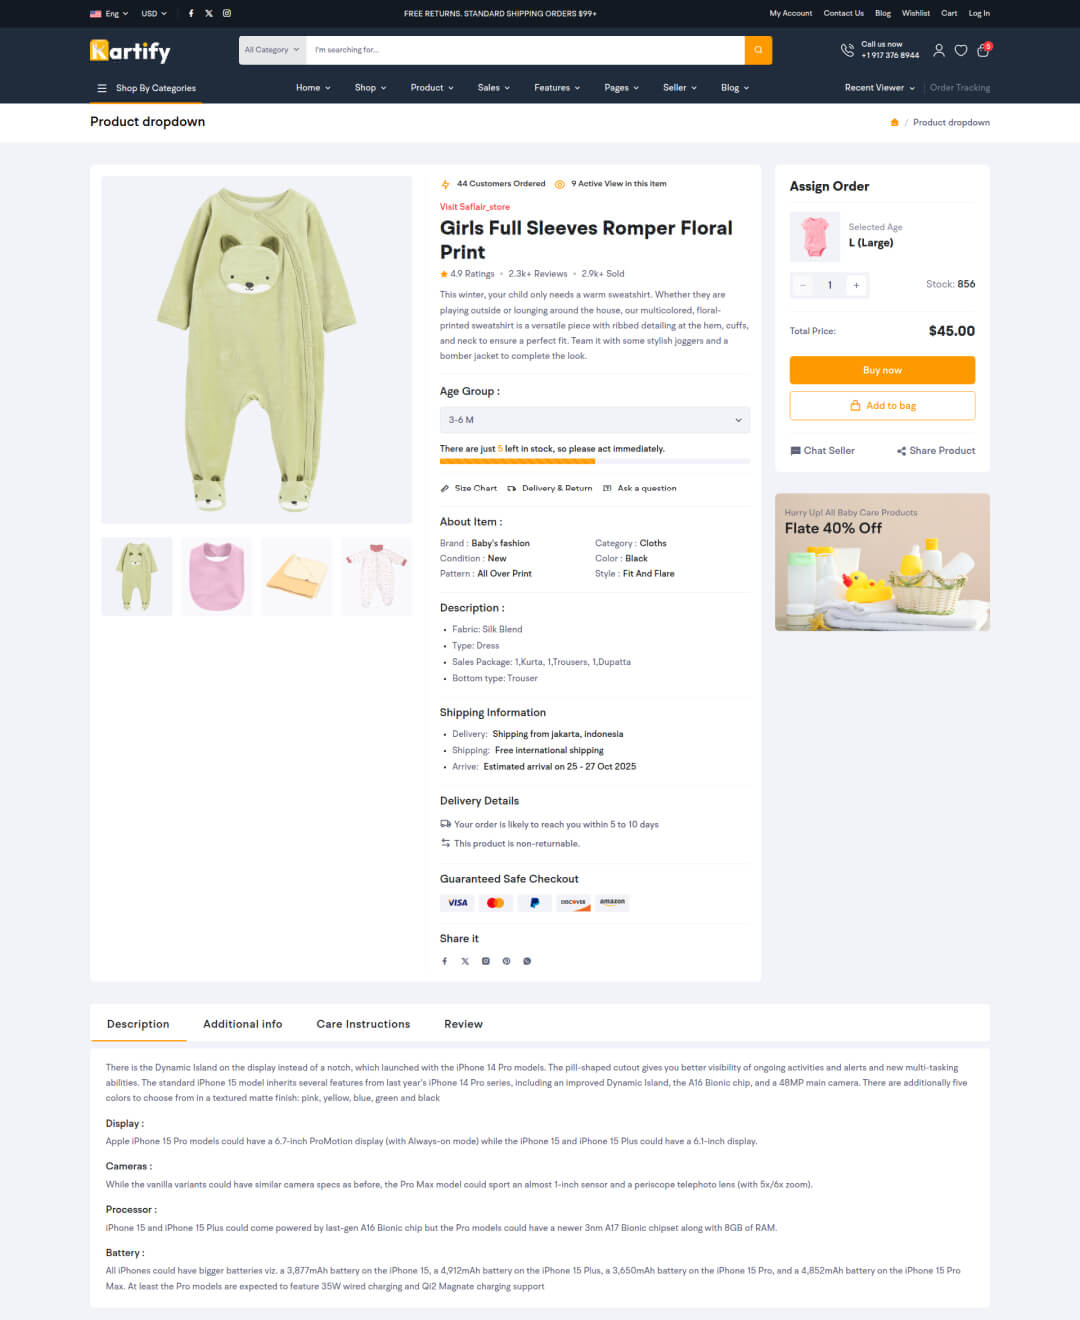 Eng
USD
FREE RETURNS. STANDARD SHIPPING ORDERS $99+
My Account
Contact Us
Blog
Wishlist
Cart
Log In
Kartify
All Category
I'm searching for...
Call us now
+1 917 376 8944
5
Shop By Categories
Home
Shop
Product
Sales
Features
Pages
Seller
Blog
Recent Viewer
Order Tracking
Product dropdown
/ Product dropdown
44 Customers Ordered
9 Active View in this item
Visit Saflair_store
Girls Full Sleeves Romper Floral
Print
4.9 Ratings • 2.3k+ Reviews • 2.9k+ Sold
This winter, your child only needs a warm sweatshirt. Whether they are
playing outside or lounging around the house, our multicolored, floral-
printed sweatshirt is a versatile piece with ribbed detailing at the hem, cuffs,
and neck to ensure a perfect fit. Team it with some stylish joggers and a
bomber jacket to complete the look.
Age Group :
3-6 M
There are just 5 left in stock, so please act immediately.
Size Chart
Delivery & Return
Ask a question
About Item :
Brand : Baby's fashion
Category : Cloths
Condition : New
Color : Black
Pattern : All Over Print
Style : Fit And Flare
Description :
• Fabric: Silk Blend
• Type: Dress
• Sales Package: 1,Kurta, 1,Trousers, 1,Dupatta
• Bottom type: Trouser
Shipping Information
• Delivery: Shipping from jakarta, indonesia
• Shipping: Free international shipping
• Arrive: Estimated arrival on 25 - 27 Oct 2025
Delivery Details
Your order is likely to reach you within 5 to 10 days
This product is non-returnable.
Guaranteed Safe Checkout
VISA
DISCOVER
amazon
Share it
Assign Order
Selected Age
L (Large)
− 1 +
Stock: 856
Total Price:
$45.00
Buy now
Add to bag
Chat Seller
Share Product
Hurry Up! All Baby Care Products
Flate 40% Off
Description
Additional info
Care Instructions
Review
There is the Dynamic Island on the display instead of a notch, which launched with the iPhone 14 Pro models. The pill-shaped cutout gives you better visibility of ongoing activities and alerts and new multi-tasking
abilities. The standard iPhone 15 model inherits several features from last year's iPhone 14 Pro series, including an improved Dynamic Island, the A16 Bionic chip, and a 48MP main camera. There are additionally five
colors to choose from in a textured matte finish: pink, yellow, blue, green and black
Display :
Apple iPhone 15 Pro models could have a 6.7-inch ProMotion display (with Always-on mode) while the iPhone 15 and iPhone 15 Plus could have a 6.1-inch display.
Cameras :
While the vanilla variants could have similar camera specs as before, the Pro Max model could sport an almost 1-inch sensor and a periscope telephoto lens (with 5x/6x zoom).
Processor :
iPhone 15 and iPhone 15 Plus could come powered by last-gen A16 Bionic chip but the Pro models could have a newer 3nm A17 Bionic chipset along with 8GB of RAM.
Battery :
All iPhones could have bigger batteries viz. a 3,877mAh battery on the iPhone 15, a 4,912mAh battery on the iPhone 15 Plus, a 3,650mAh battery on the iPhone 15 Pro, and a 4,852mAh battery on the iPhone 15 Pro
Max. At least the Pro models are expected to feature 35W wired charging and Qi2 Magnate charging support